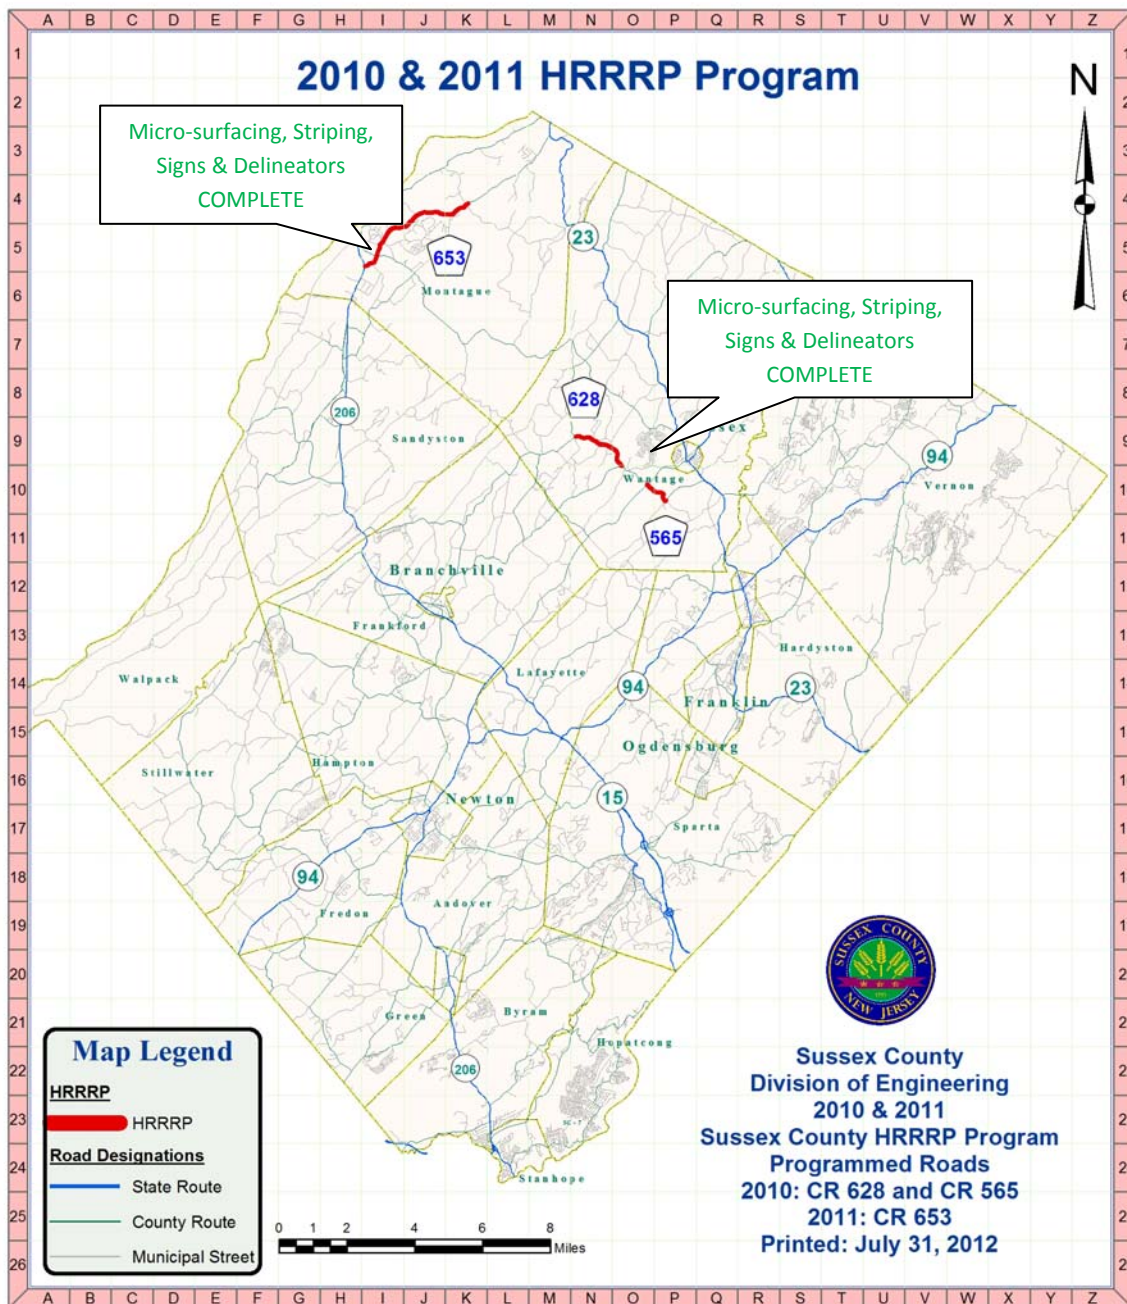 A B C D E F G H I J K L M N O P Q R S T U V W X Y Z
1
2
3
4
5
6
7
8
9
10
11
12
13
14
15
16
17
18
19
20
21
22
23
24
25
26
2010 & 2011 HRRRP Program
N
Micro-surfacing, Striping,
Signs & Delineators
COMPLETE
23
653
Montague
Micro-surfacing, Striping,
Signs & Delineators
COMPLETE
628
206
Sandyston
94
Wantage
Vernon
565
Branchville
Frankford
Hardyston
Walpack
Lafayette
94
23
Franklin
Ogdensburg
Stillwater
Hampton
Newton
15
Sparta
94
Fredon
Andover
SUSSEX COUNTY
NEW JERSEY
Green
Byram
Hopatcong
206
Stanhope
Map Legend
HRRRP
HRRRP
Road Designations
State Route
County Route
Municipal Street
0 1 2 4 6 8
Miles
Sussex County
Division of Engineering
2010 & 2011
Sussex County HRRRP Program
Programmed Roads
2010: CR 628 and CR 565
2011: CR 653
Printed: July 31, 2012
A B C D E F G H I J K L M N O P Q R S T U V W X Y Z